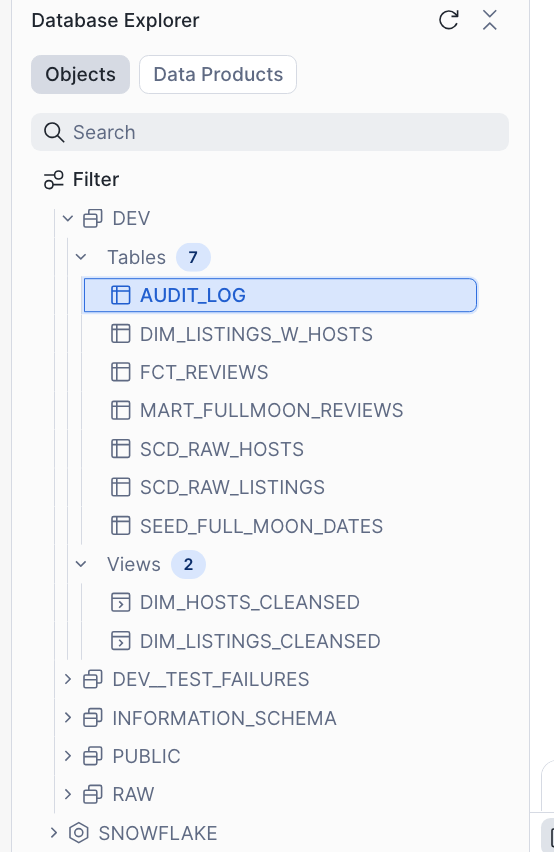 Database Explorer
Objects Data Products
Search
Filter
DEV
Tables 7
AUDIT_LOG
DIM_LISTINGS_W_HOSTS
FCT_REVIEWS
MART_FULLMOON_REVIEWS
SCD_RAW_HOSTS
SCD_RAW_LISTINGS
SEED_FULL_MOON_DATES
Views 2
DIM_HOSTS_CLEANSED
DIM_LISTINGS_CLEANSED
DEV__TEST_FAILURES
INFORMATION_SCHEMA
PUBLIC
RAW
SNOWFLAKE